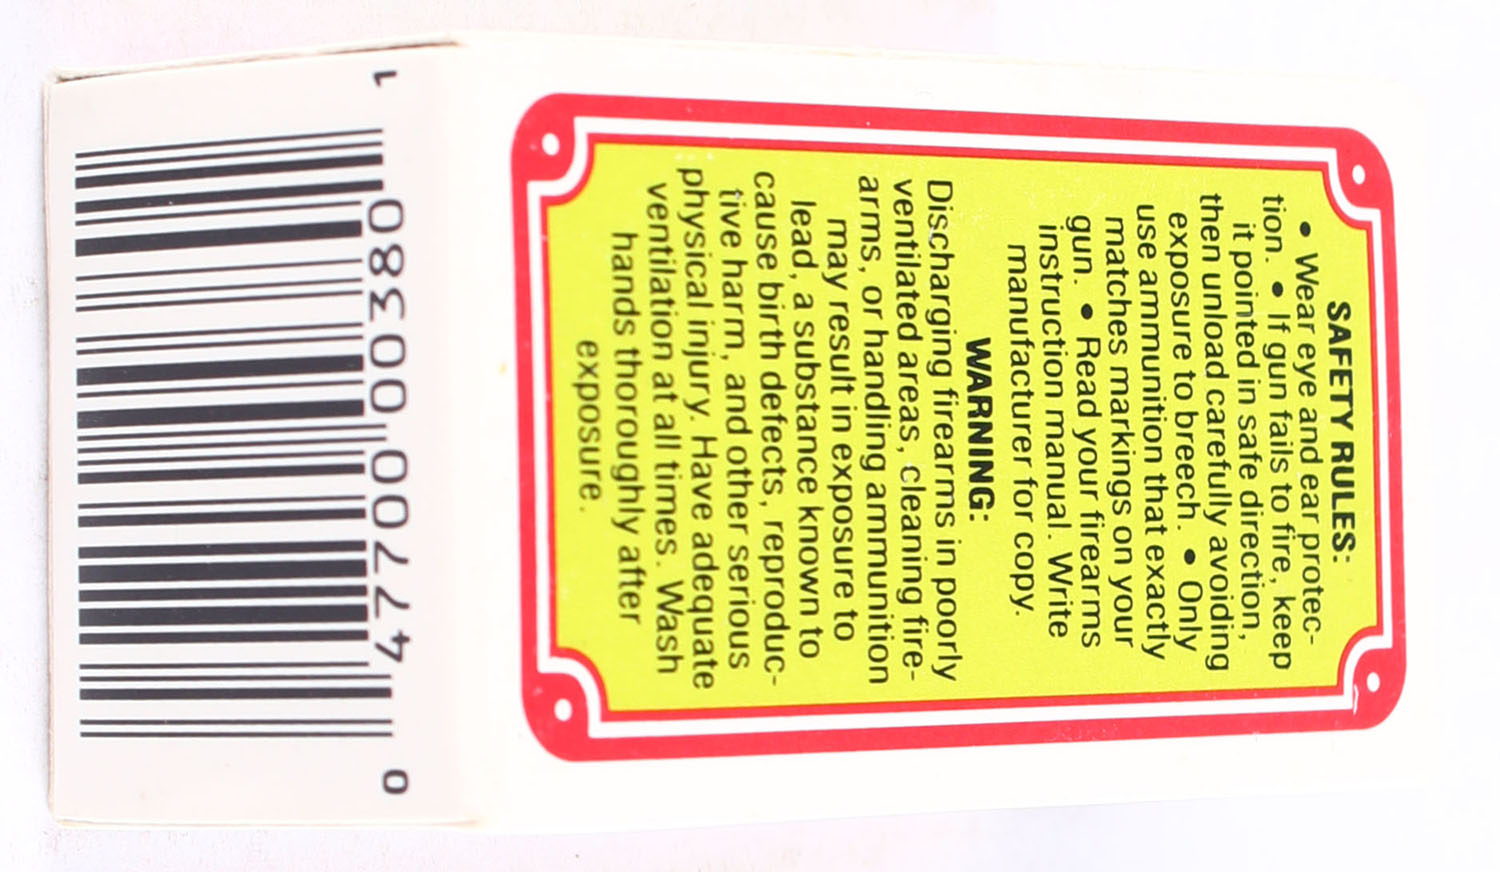 SAFETY RULES:
• Wear eye and ear protec-
tion. • If gun fails to fire, keep
it pointed in safe direction,
then unload carefully avoiding
exposure to breech. • Only
use ammunition that exactly
matches markings on your
gun. • Read your firearms
instruction manual. Write
manufacturer for copy.
WARNING:
Discharging firearms in poorly
ventilated areas, cleaning fire-
arms, or handling ammunition
may result in exposure to
lead, a substance known to
cause birth defects, reproduc-
tive harm, and other serious
physical injury. Have adequate
ventilation at all times. Wash
hands thoroughly after
exposure.
0 47700 00380 1